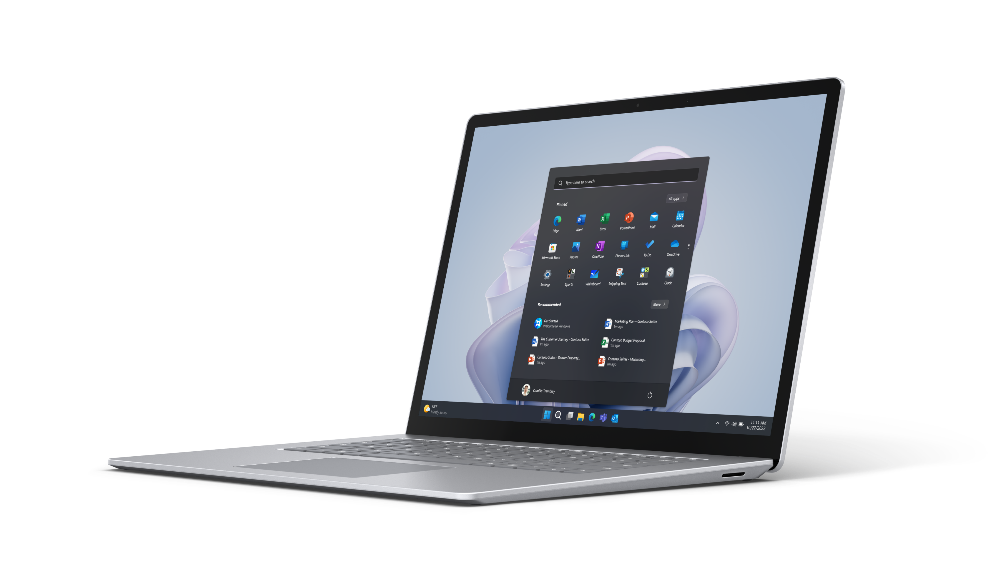 Type here to search
Pinned
All apps
Edge
Word
Excel
PowerPoint
Mail
Calendar
Microsoft Store
Photos
OneNote
Phone Link
To Do
OneDrive
Settings
Sports
Whiteboard
Snipping Tool
Contoso
Clock
Recommended
More
Get Started
Welcome to Windows
Marketing Plan – Contoso Suites
1m ago
The Customer Journey - Contoso Suites
1m ago
Contoso Budget Proposal
1m ago
Contoso Suites - Denver Property...
1m ago
Contoso Suites - Marketing...
1m ago
Camille Tremblay
68°F
Mostly Sunny
11:11 AM
10/27/2022